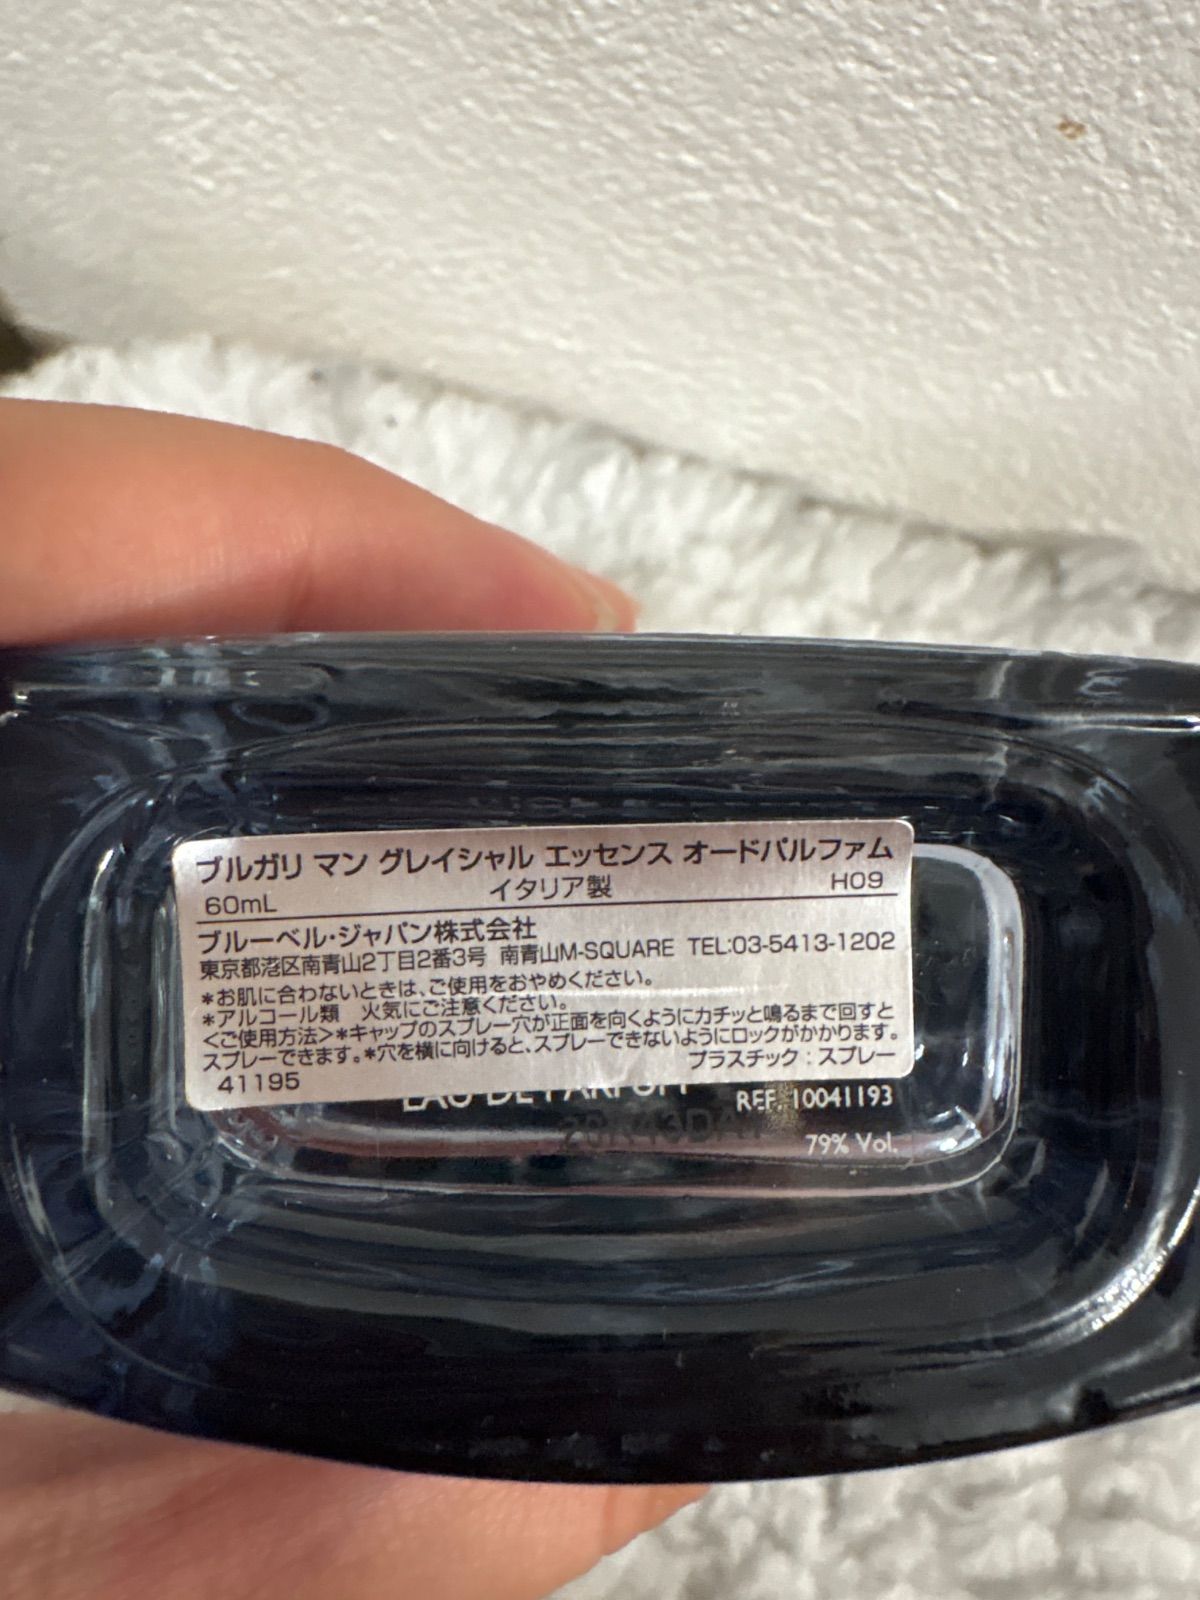 ブルガリ マン グレイシャル エッセンス オードパルファム
60mL イタリア製 H09
ブルーベル・ジャパン株式会社
東京都港区南青山2丁目2番3号 南青山M-SQUARE TEL:03-5413-1202
*お肌に合わないときは、ご使用をおやめください。
*アルコール類 火気にご注意ください。
<ご使用方法>*キャップのスプレー穴が正面を向くようにカチッと鳴るまで回すと
スプレーできます。*穴を横に向けると、スプレーできないようにロックがかかります。
プラスチック:スプレー
41195
EAU DE PARFUM
REF. 10041193
79% Vol.